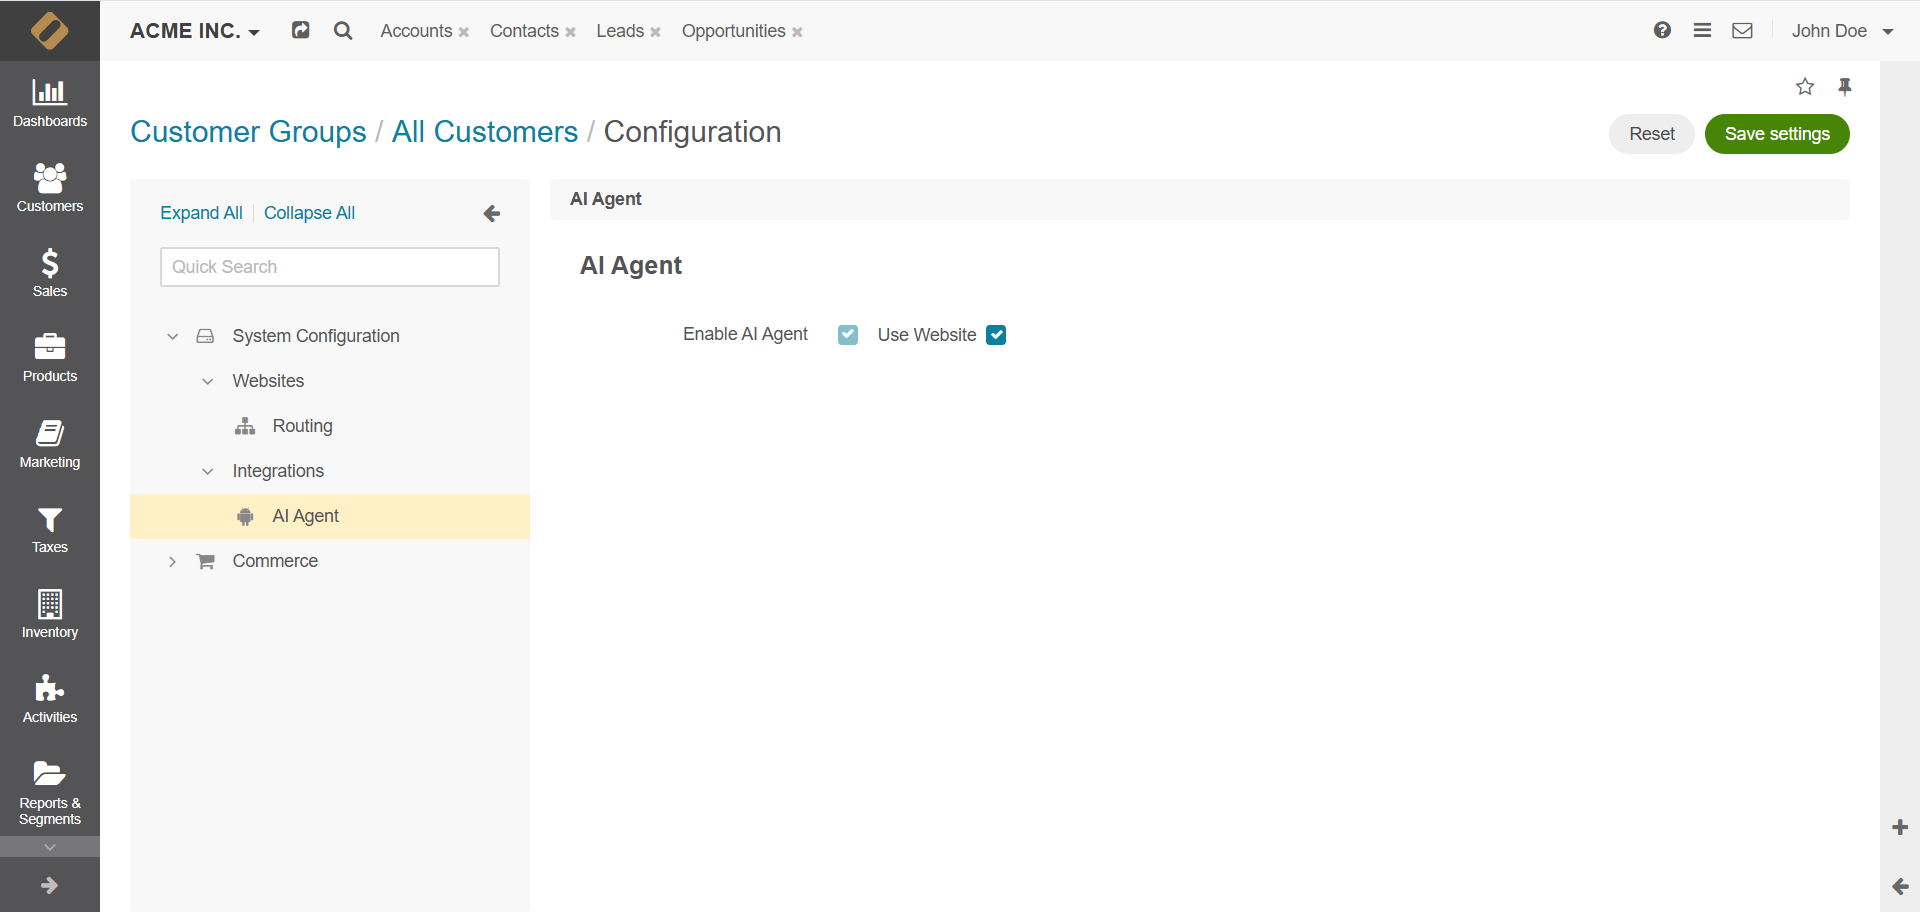 ACME INC. Accounts Contacts Leads Opportunities John Doe
Dashboards
Customers
Sales
Products
Marketing
Taxes
Inventory
Activities
Reports &
Segments
Customer Groups / All Customers / Configuration
Reset Save settings
Expand All Collapse All
Quick Search
System Configuration
Websites
Routing
Integrations
AI Agent
Commerce
AI Agent
AI Agent
Enable AI Agent Use Website